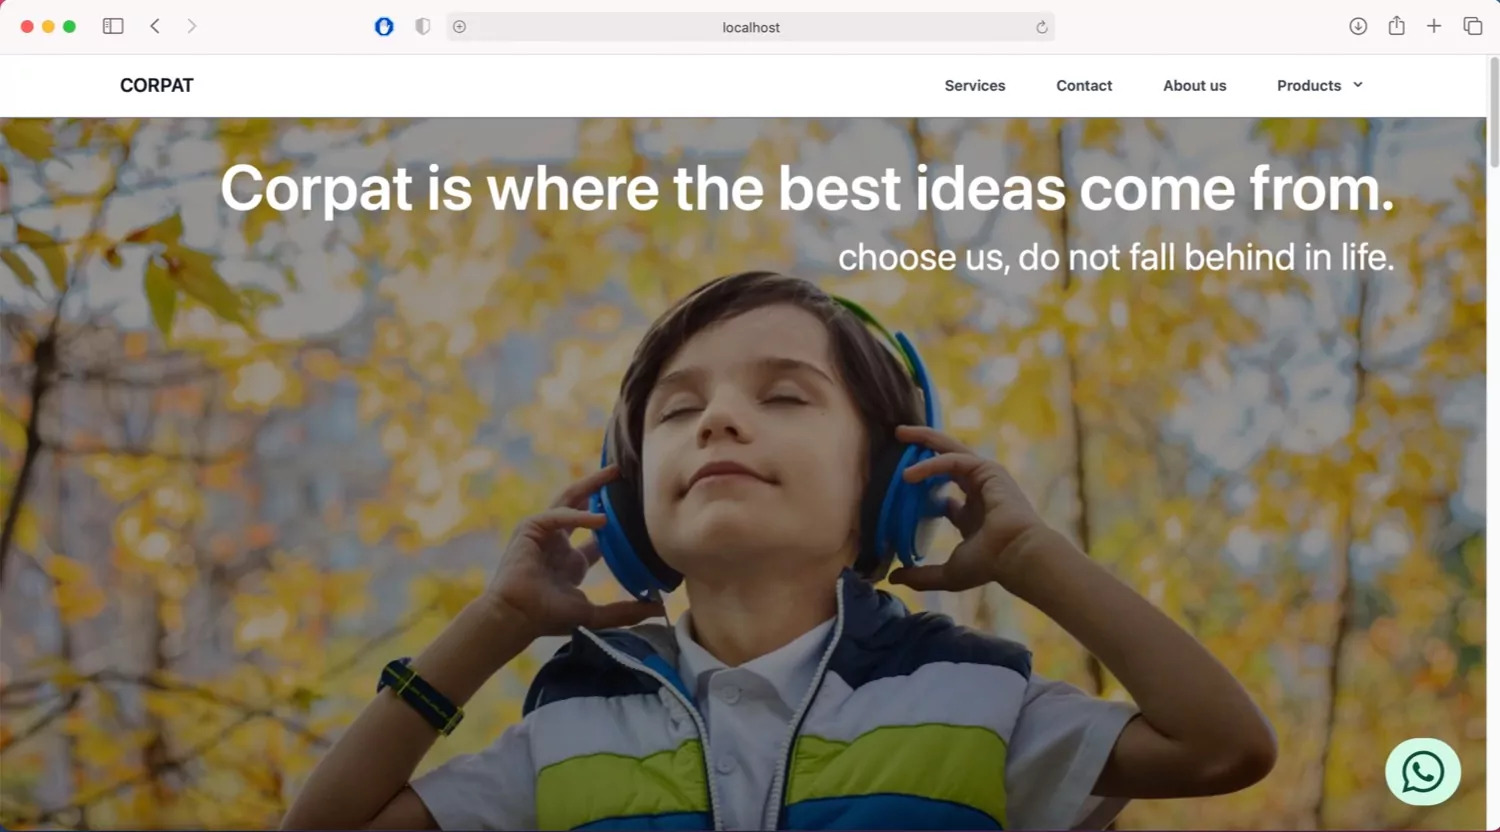 localhost
CORPAT
Services
Contact
About us
Products
Corpat is where the best ideas come from.
choose us, do not fall behind in life.